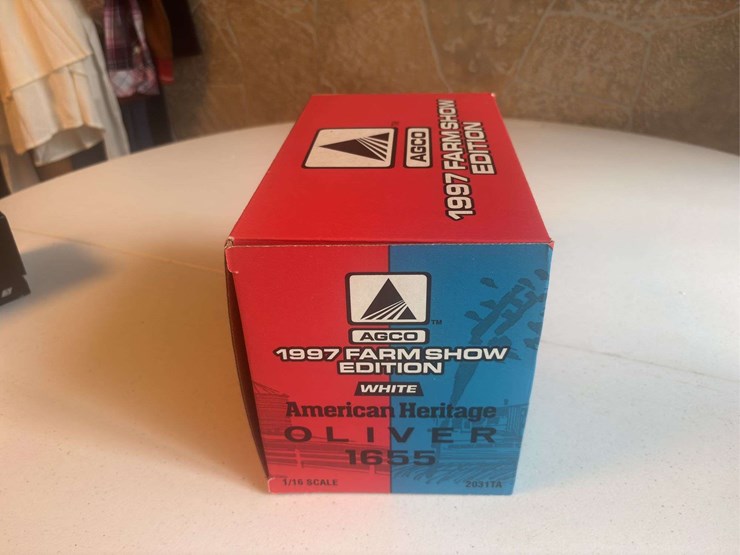 AGCO
1997 FARM SHOW
EDITION
AGCO
TM
1997 FARM SHOW
EDITION
WHITE
American Heritage
OLIVER
1655
1/16 SCALE
2031TA